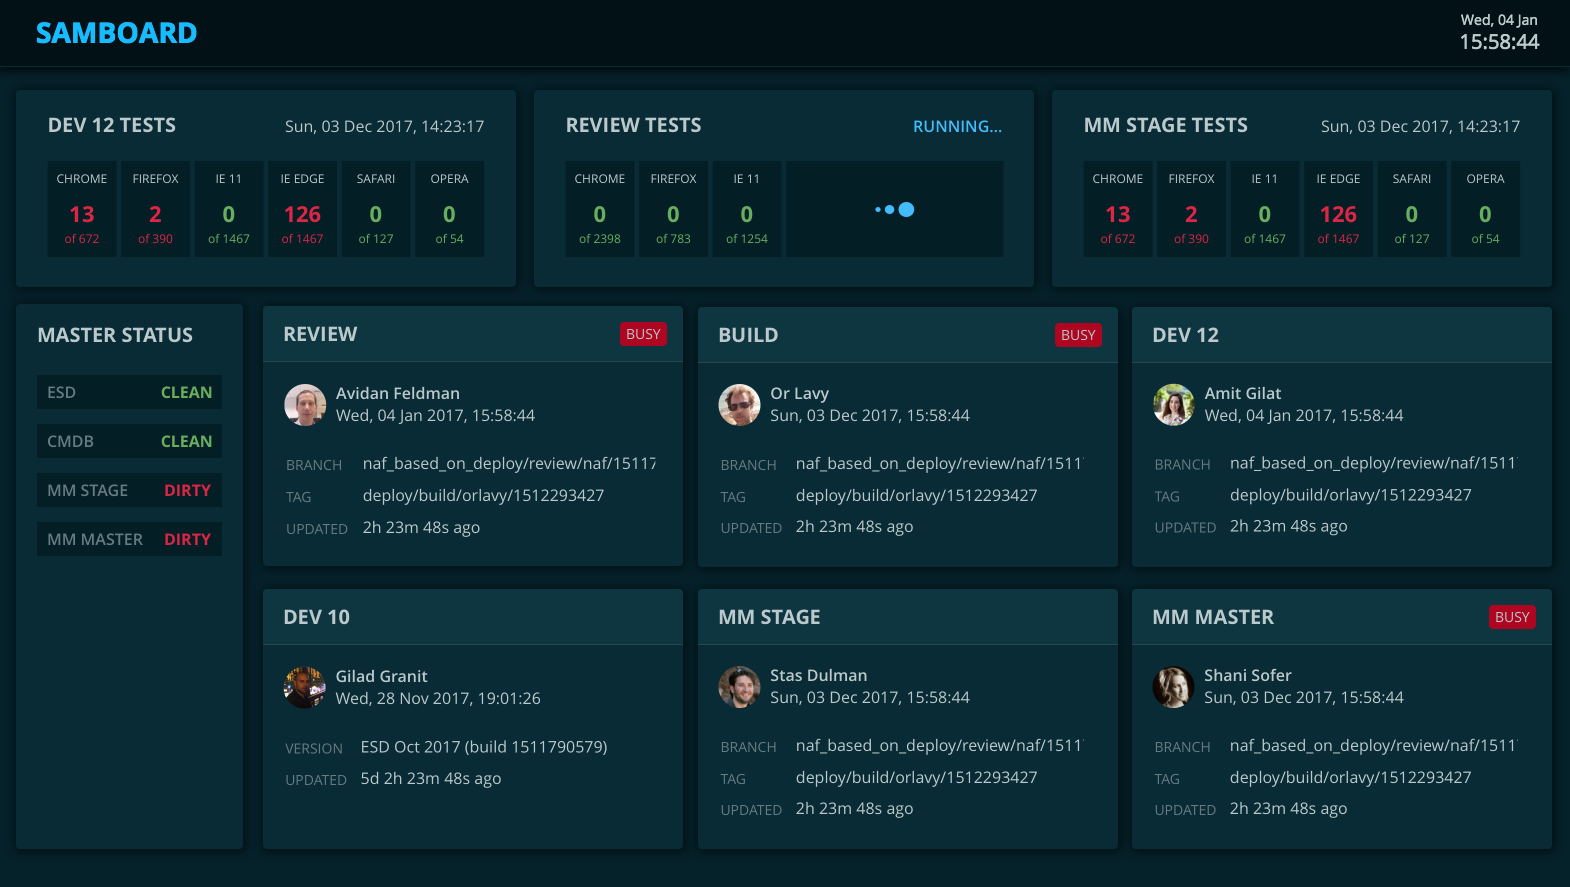 SAMBOARD
Wed, 04 Jan
15:58:44
DEV 12 TESTS
Sun, 03 Dec 2017, 14:23:17
CHROME FIREFOX IE 11 IE EDGE SAFARI OPERA
13 2 0 126 0 0
of 672 of 390 of 1467 of 1467 of 127 of 54
REVIEW TESTS
RUNNING...
CHROME FIREFOX IE 11
0 0 0
of 2398 of 783 of 1254
MM STAGE TESTS
Sun, 03 Dec 2017, 14:23:17
CHROME FIREFOX IE 11 IE EDGE SAFARI OPERA
13 2 0 126 0 0
of 672 of 390 of 1467 of 1467 of 127 of 54
MASTER STATUS
ESD CLEAN
CMDB CLEAN
MM STAGE DIRTY
MM MASTER DIRTY
REVIEW BUSY
Avidan Feldman
Wed, 04 Jan 2017, 15:58:44
BRANCH naf_based_on_deploy/review/naf/15117
TAG deploy/build/orlavy/1512293427
UPDATED 2h 23m 48s ago
BUILD BUSY
Or Lavy
Sun, 03 Dec 2017, 15:58:44
BRANCH naf_based_on_deploy/review/naf/1511
TAG deploy/build/orlavy/1512293427
UPDATED 2h 23m 48s ago
DEV 12
Amit Gilat
Wed, 04 Jan 2017, 15:58:44
BRANCH naf_based_on_deploy/review/naf/1511
TAG deploy/build/orlavy/1512293427
UPDATED 2h 23m 48s ago
DEV 10
Gilad Granit
Wed, 28 Nov 2017, 19:01:26
VERSION ESD Oct 2017 (build 1511790579)
UPDATED 5d 2h 23m 48s ago
MM STAGE
Stas Dulman
Sun, 03 Dec 2017, 15:58:44
BRANCH naf_based_on_deploy/review/naf/1511
TAG deploy/build/orlavy/1512293427
UPDATED 2h 23m 48s ago
MM MASTER BUSY
Shani Sofer
Sun, 03 Dec 2017, 15:58:44
BRANCH naf_based_on_deploy/review/naf/1511
TAG deploy/build/orlavy/1512293427
UPDATED 2h 23m 48s ago